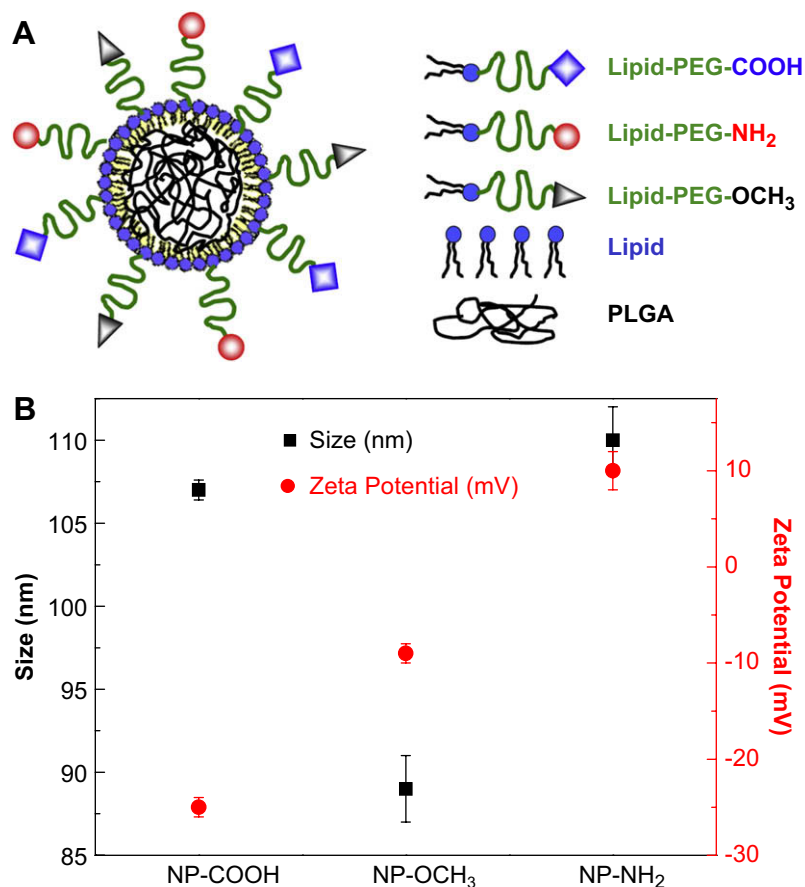 A
Lipid-PEG-COOH
Lipid-PEG-NH₂
Lipid-PEG-OCH₃
Lipid
PLGA
B
Size (nm)
Zeta Potential (mV)
110
105
100
95
90
85
Size (nm)
10
0
-10
-20
-30
Zeta Potential (mV)
NP-COOH NP-OCH₃ NP-NH₂